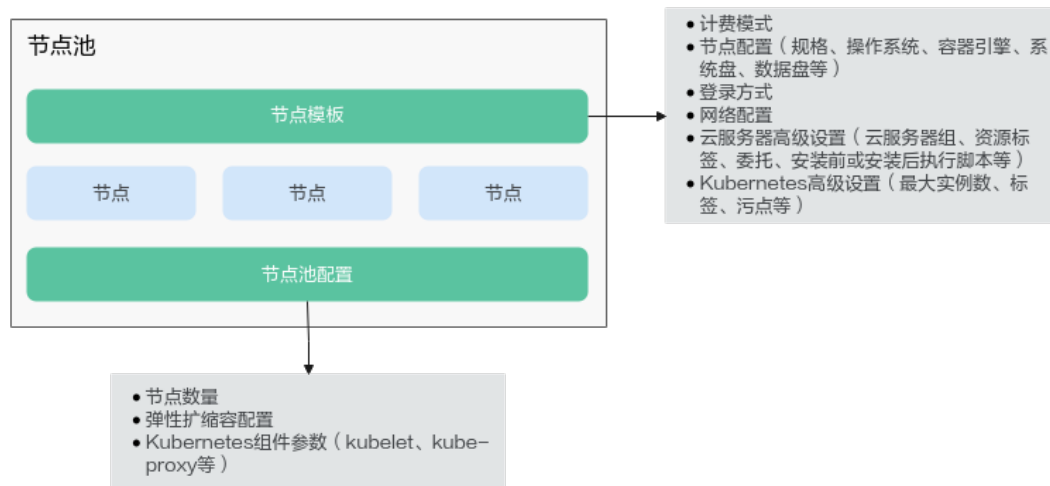 节点池
节点模板
节点 节点 节点
节点池配置
● 计费模式
● 节点配置（规格、操作系统、容器引擎、系
统盘、数据盘等）
● 登录方式
● 网络配置
● 云服务器高级设置（云服务器组、资源标
签、委托、安装前或安装后执行脚本等）
● Kubernetes高级设置（最大实例数、标
签、污点等）
● 节点数量
● 弹性扩缩容配置
● Kubernetes组件参数（kubelet、kube-
proxy等）